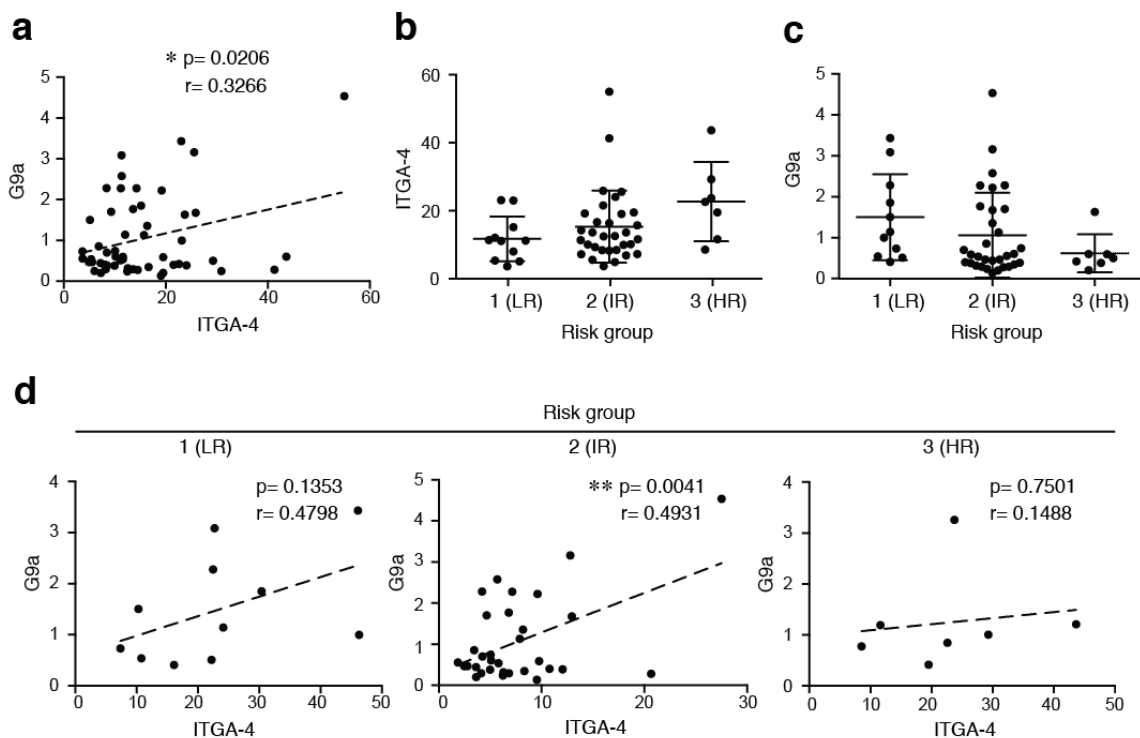 a
* p= 0.0206
r= 0.3266
5
4
3
2
1
0
G9a
0 20 40 60
ITGA-4
b
60
40
20
0
ITGA-4
1 (LR) 2 (IR) 3 (HR)
Risk group
c
5
4
3
2
1
0
G9a
1 (LR) 2 (IR) 3 (HR)
Risk group
d
Risk group
1 (LR) 2 (IR) 3 (HR)
p= 0.1353
r= 0.4798
4
3
2
1
0
G9a
0 10 20 30 40 50
ITGA-4
** p= 0.0041
r= 0.4931
5
4
3
2
1
0
G9a
0 10 20 30
ITGA-4
p= 0.7501
r= 0.1488
4
3
2
1
0
G9a
0 10 20 30 40 50
ITGA-4